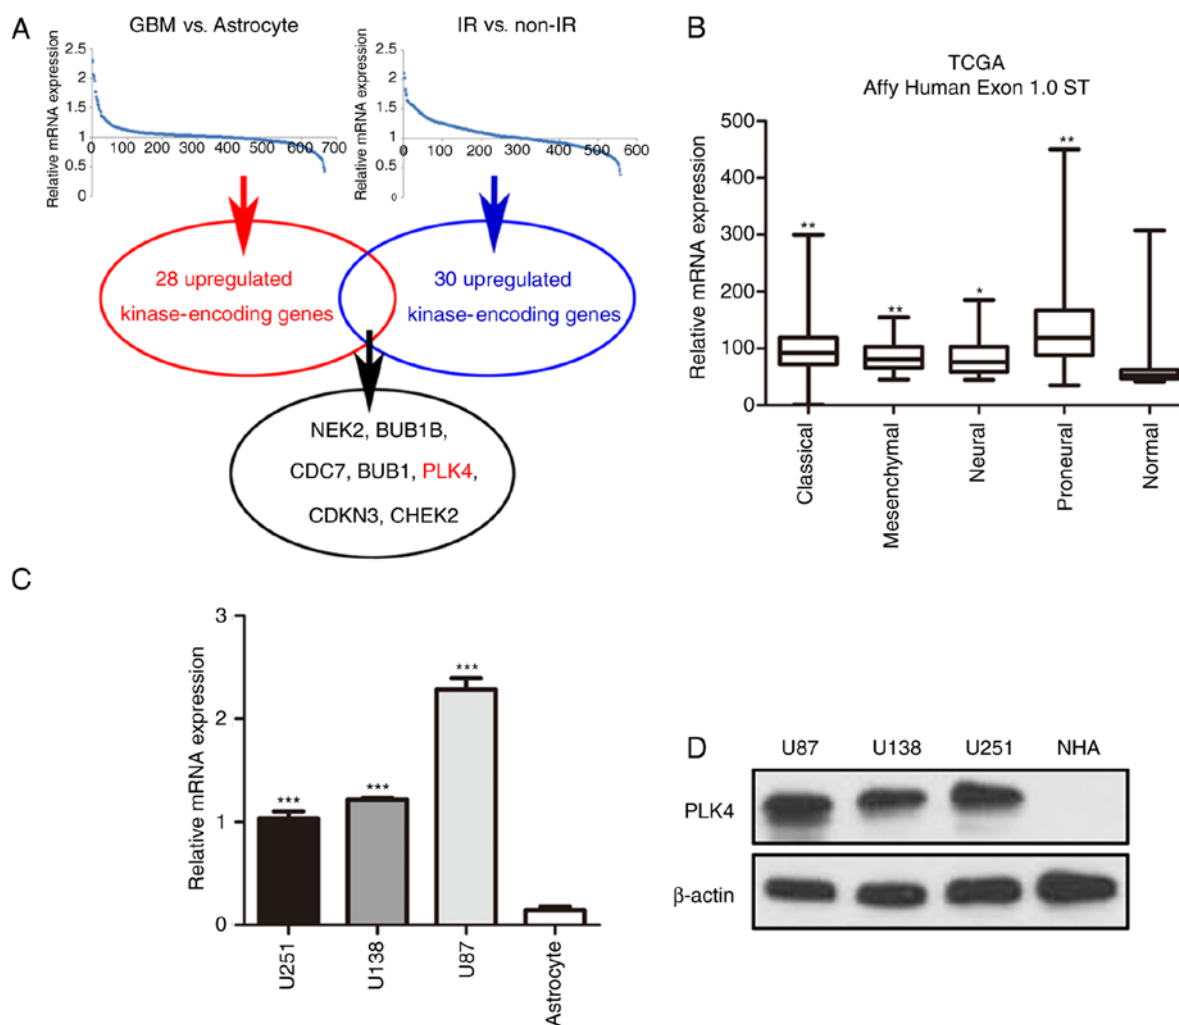 A
GBM vs. Astrocyte
Relative mRNA expression
2.5
2
1.5
1
0.5
0
0 100 200 300 400 500 600 700
IR vs. non-IR
Relative mRNA expression
2.5
2
1.5
1
0.5
0
0 100 200 300 400 500 600
28 upregulated
kinase-encoding genes
30 upregulated
kinase-encoding genes
NEK2, BUB1B,
CDC7, BUB1, PLK4,
CDKN3, CHEK2
B
TCGA
Affy Human Exon 1.0 ST
Relative mRNA expression
500
400
300
200
100
0
** ** * **
Classical
Meschymal
Neural
Proneural
Normal
C
Relative mRNA expression
3
2
1
0
*** *** ***
U251
U138
U87
Astrocyte
D
U87 U138 U251 NHA
PLK4
β-actin